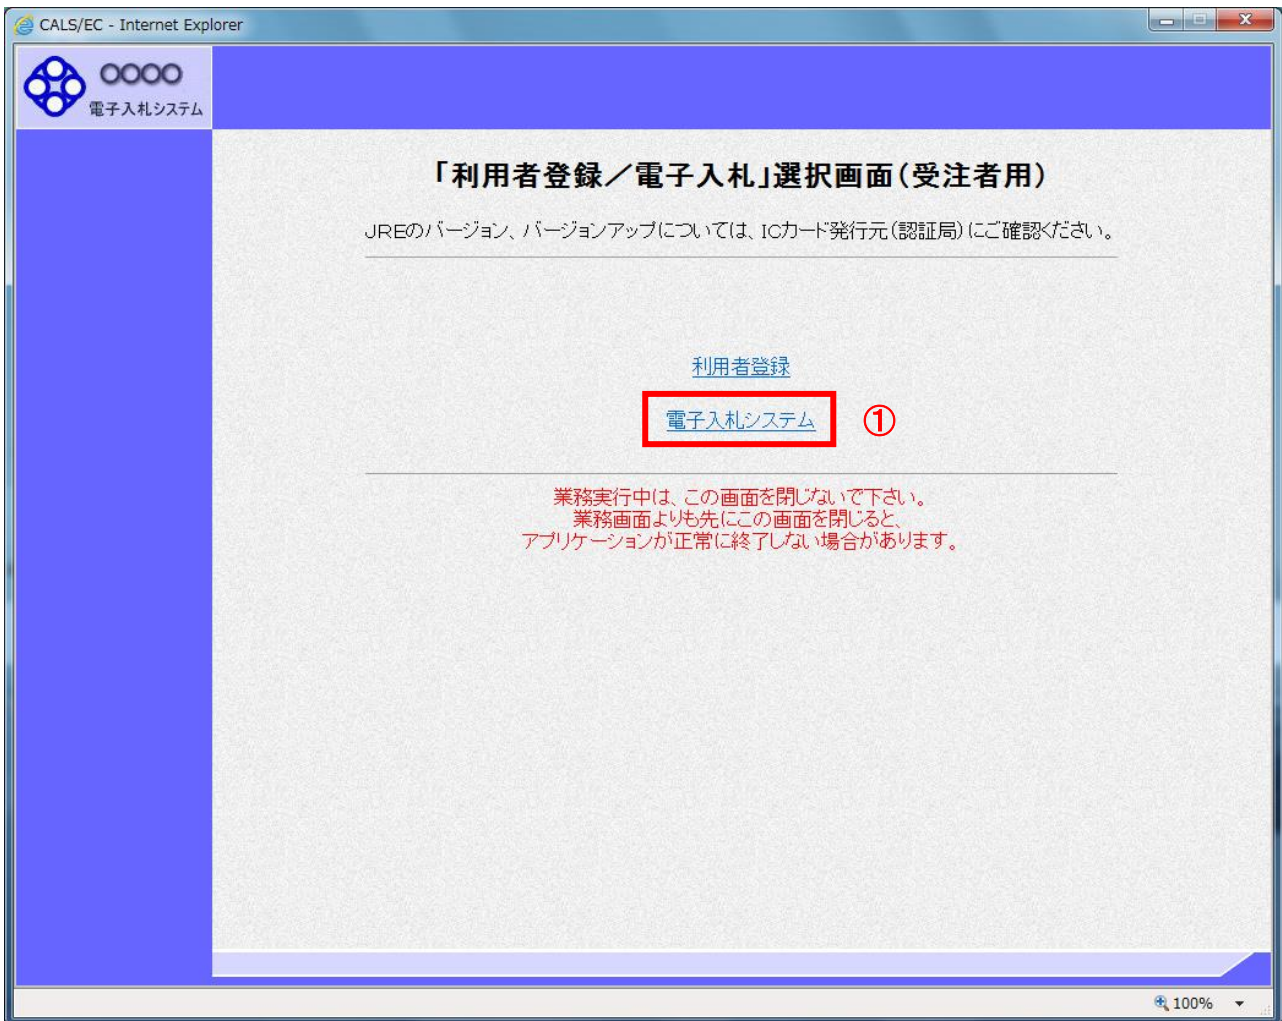 CALS/EC - Internet Explorer
○○○○
電子入札システム
「利用者登録／電子入札」選択画面（受注者用）
JREのバージョン、バージョンアップについては、ICカード発行元（認証局）にご確認ください。
利用者登録
電子入札システム ①
業務実行中は、この画面を閉じないで下さい。
業務画面よりも先にこの画面を閉じると、
アプリケーションが正常に終了しない場合があります。
100%